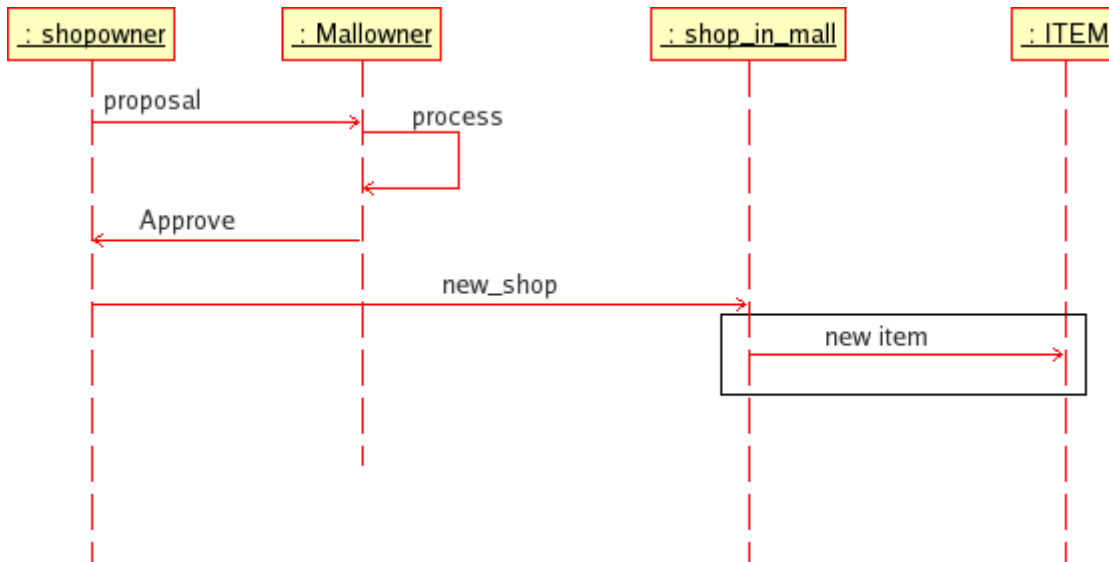 : shopowner
: Mallowner
: shop_in_mall
: ITEM
proposal
process
Approve
new_shop
new item